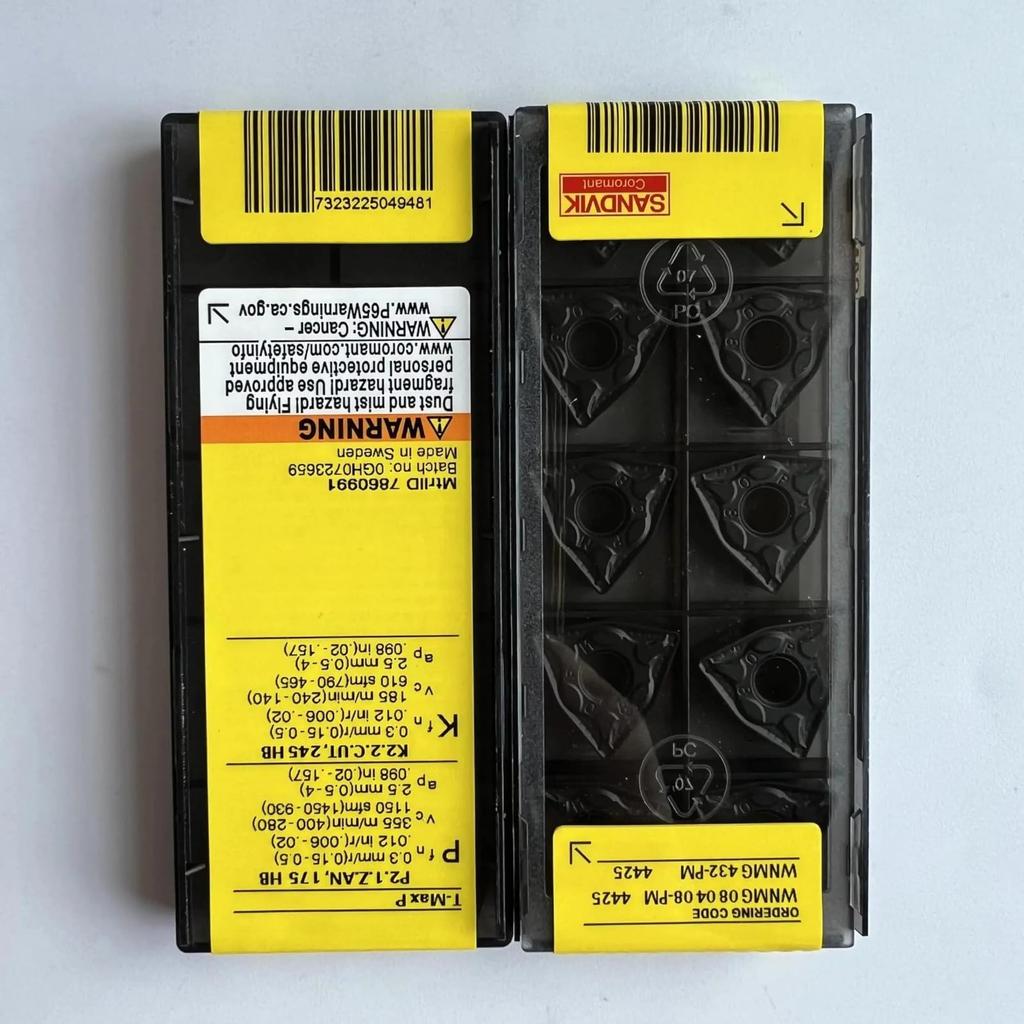 ORDERING CODE
WNMG 08 04 08-PM 4425
WNMG 432-PM 4425
07
PC
07
PC
SANDVIK
Coromant
T-Max P
P2.1.Z.AN, 175 HB
P fn 0.3 mm/r(0.15 - 0.5)
.012 in/r(.006 - .02)
vc 355 m/min(400 - 280)
1150 sfm(1450 - 930)
ap 2.5 mm(0.5 - 4)
.098 in(.02 - .157)
K2.2.C.UT, 245 HB
K fn 0.3 mm/r(0.15 - 0.5)
.012 in/r(.006 - .02)
vc 185 m/min(240 - 140)
610 sfm(790 - 465)
ap 2.5 mm(0.5 - 4)
.098 in(.02 - .157)
MtrlID 7860991
Batch no: 0GH0723659
Made in Sweden
WARNING
Dust and mist hazard! Flying
fragment hazard! Use approved
personal protective equipment
www.coromant.com/safetyinfo
WARNING: Cancer –
www.P65Warnings.ca.gov
7323225049481